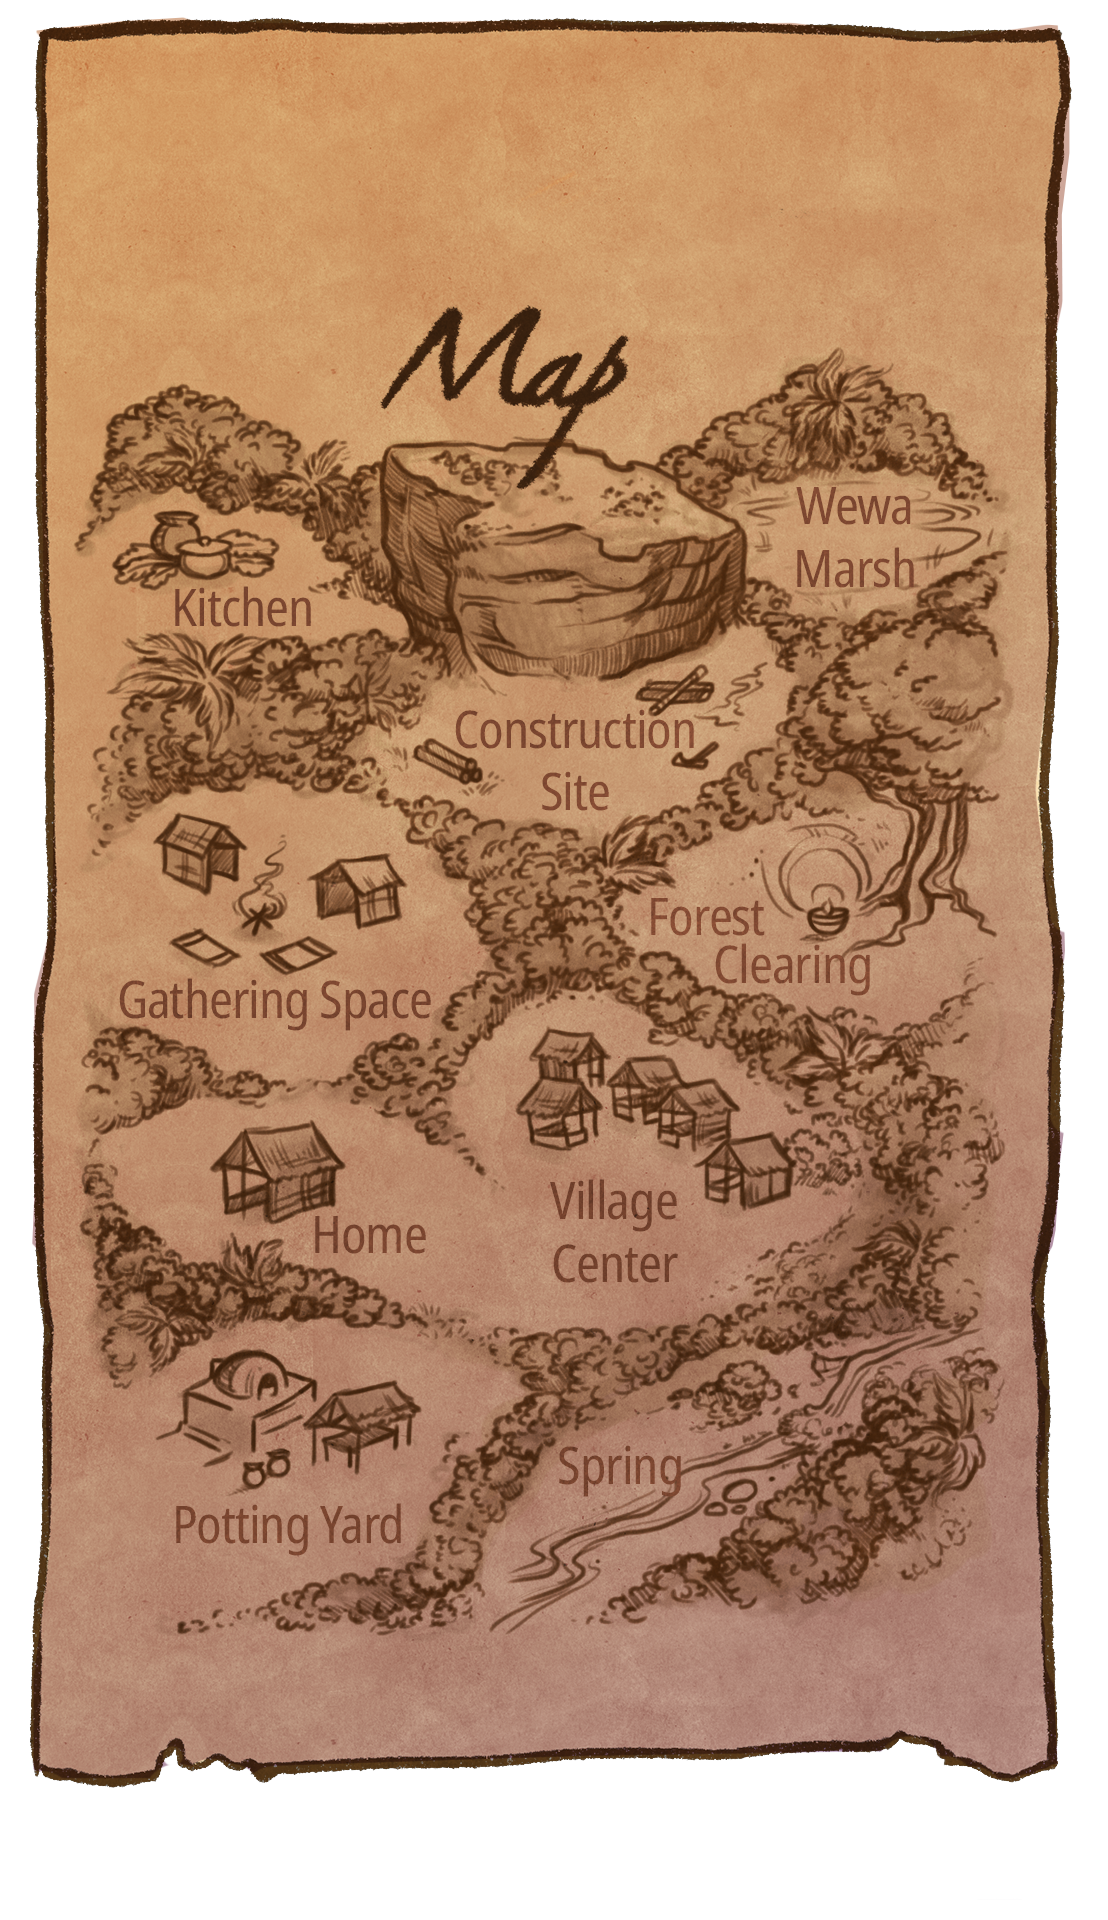 Map
Wewa
Marsh
Kitchen
Construction
Site
Forest
Clearing
Gathering Space
Village
Center
Home
Spring
Potting Yard